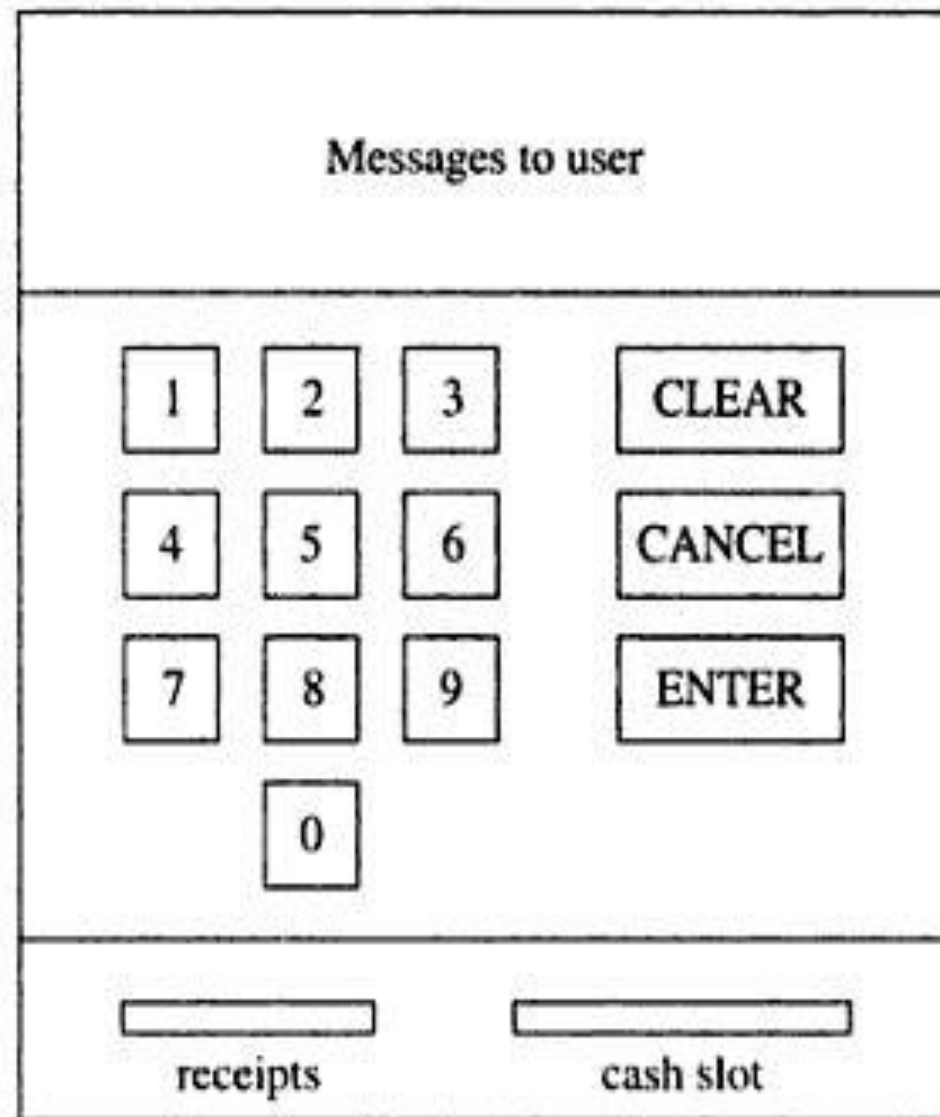 Messages to user
1 2 3 CLEAR
4 5 6 CANCEL
7 8 9 ENTER
0
receipts cash slot